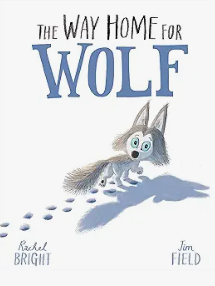 THE WAY HOME FOR
WOLF
Rachel
BRIGHT
Jim
FIELD